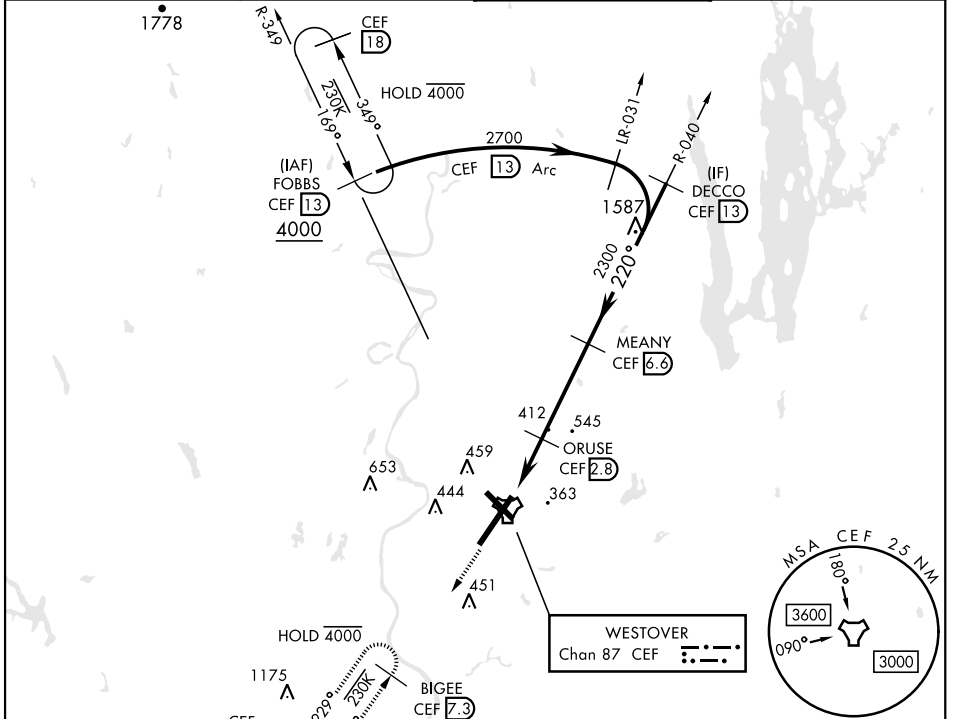 1778
R-349
CEF
18
HOLD 4000
230K
349°
169°
(IAF)
FOBBS
CEF 13
4000
2700
CEF 13 Arc
LR-031
R-040
(IF)
DECCO
CEF 13
1587
2300
220°
MEANY
CEF 6.6
412
545
ORUSE
CEF 2.8
459
653
444
363
451
MSA CEF 25 NM
180°
3600
090°
3000
WESTOVER
Chan 87 CEF
HOLD 4000
1175
230K
229°
BIGEE
CEF 7.3